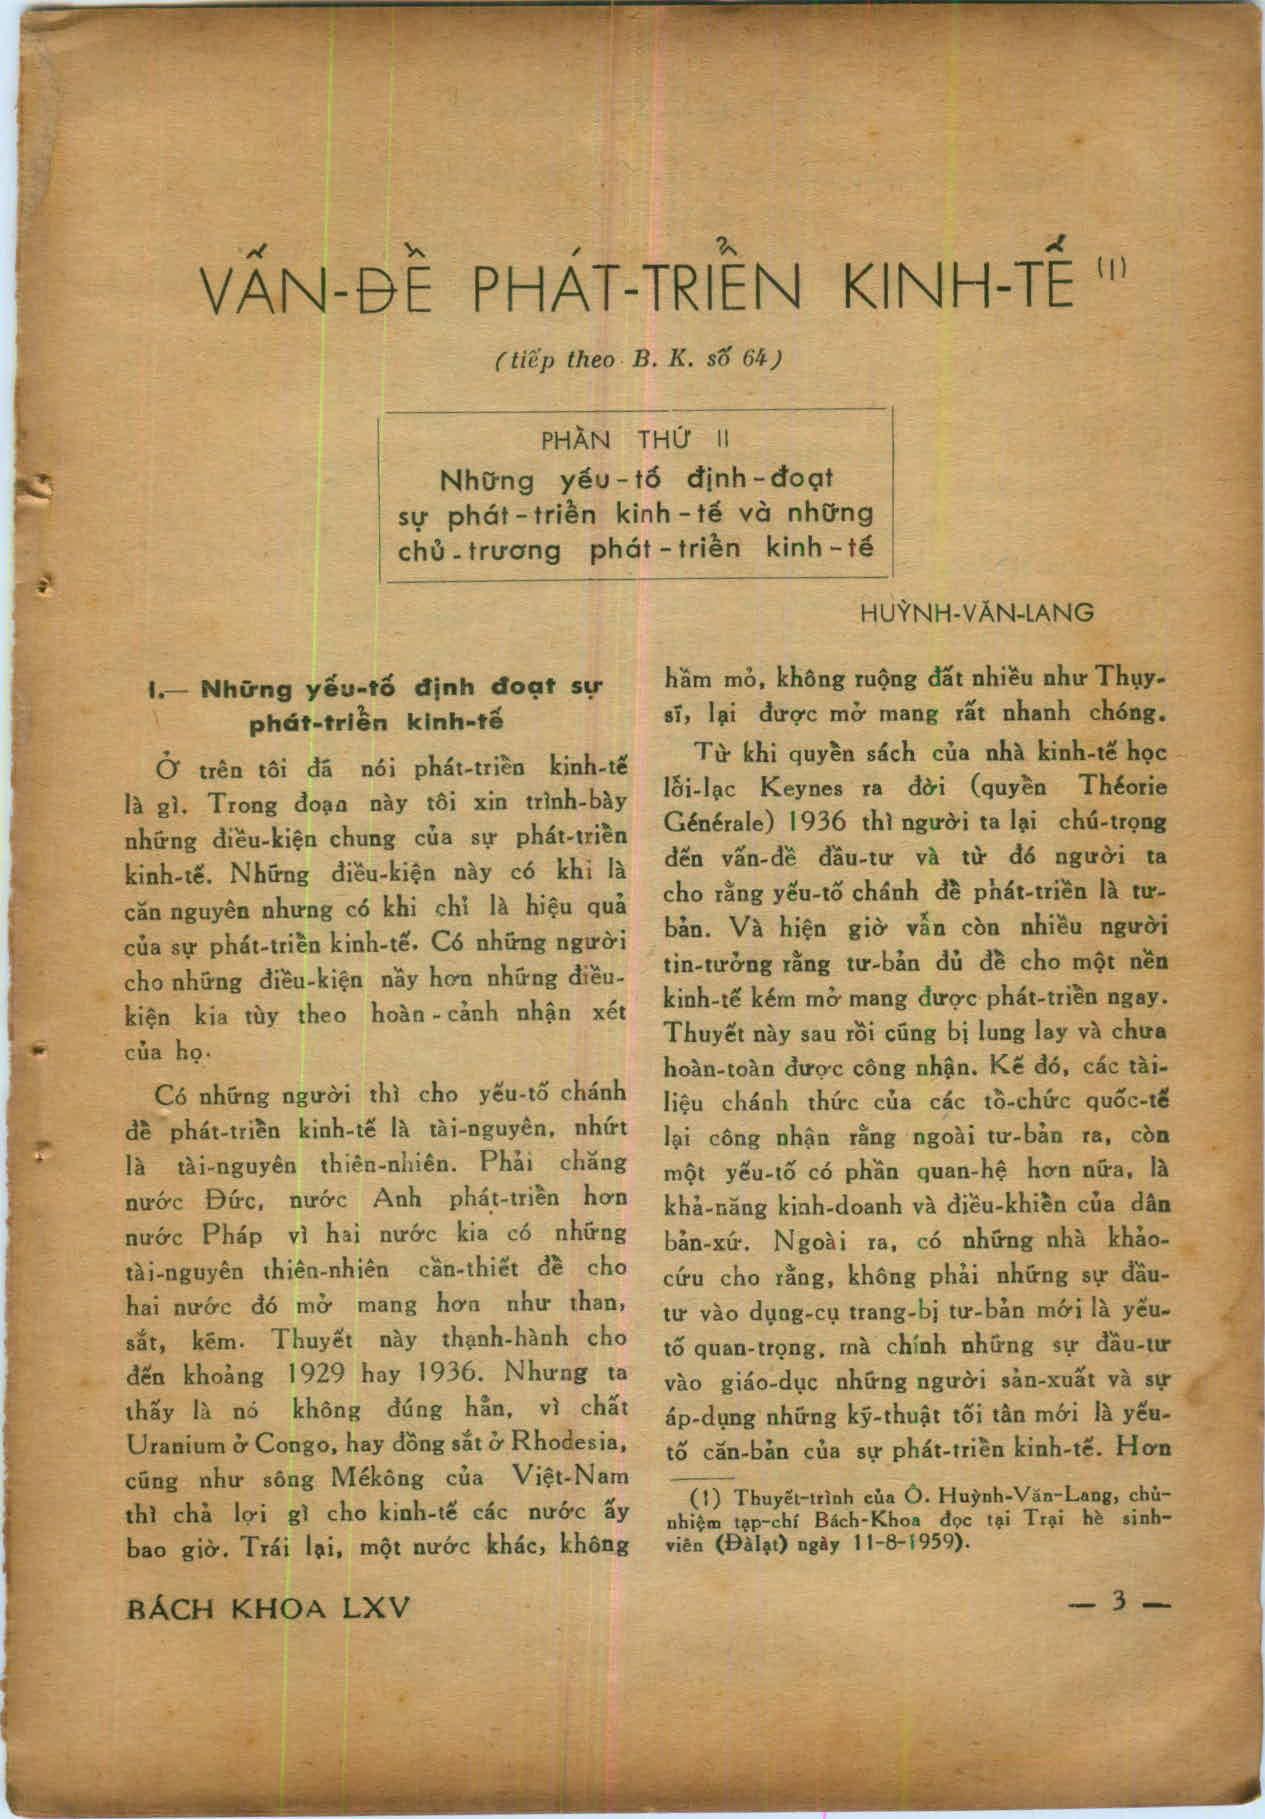 VẤN-ĐỀ PHÁT-TRIỂN KINH-TẾ (1)
(tiếp theo B. K. số 64)
PHẦN THỨ II
Những yếu-tố định-đoạt
sự phát-triển kinh-tế và những
chủ-trương phát-triển kinh-tế
HUỲNH-VĂN-LANG
I.— Những yếu-tố định đoạt sự
phát-triển kinh-tế
Ở trên tôi đã nói phát-triển kinh-tế
là gì. Trong đoạn này tôi xin trình-bày
những điều-kiện chung của sự phát-triển
kinh-tế. Những điều-kiện này có khi là
căn nguyên nhưng có khi chỉ là hiệu quả
của sự phát-triển kinh-tế. Có những người
cho những điều-kiện nầy hơn những điều-
kiện kia tùy theo hoàn-cảnh nhận xét
của họ.
Có những người thì cho yếu-tố chánh
để phát-triển kinh-tế là tài-nguyên, nhứt
là tài-nguyên thiên-nhiên. Phải chăng
nước Đức, nước Anh phát-triển hơn
nước Pháp vì hai nước kia có những
tài-nguyên thiên-nhiên cần-thiết để cho
hai nước đó mở mang hơn như than,
sắt, kẽm. Thuyết này thạnh-hành cho
đến khoảng 1929 hay 1936. Nhưng ta
thấy là nó không đúng hẳn, vì chất
Uranium ở Congo, hay đồng sắt ở Rhodesia,
cũng như sông Mékông của Việt-Nam
thì chả lợi gì cho kinh-tế các nước ấy
bao giờ. Trái lại, một nước khác, không
hầm mỏ, không ruộng đất nhiều như Thụy-
sĩ, lại được mở mang rất nhanh chóng.
Từ khi quyển sách của nhà kinh-tế học
lỗi-lạc Keynes ra đời (quyển Théorie
Générale) 1936 thì người ta lại chú-trọng
đến vấn-đề đầu-tư và từ đó người ta
cho rằng yếu-tố chánh để phát-triển là tư-
bản. Và hiện giờ vẫn còn nhiều người
tin-tưởng rằng tư-bản đủ để cho một nền
kinh-tế kém mở mang được phát-triển ngay.
Thuyết này sau rồi cũng bị lung lay và chưa
hoàn-toàn được công nhận. Kế đó, các tài-
liệu chánh thức của các tổ-chức quốc-tế
lại công nhận rằng ngoài tư-bản ra, còn
một yếu-tố có phần quan-hệ hơn nữa, là
khả-năng kinh-doanh và điều-khiển của dân
bản-xứ. Ngoài ra, có những nhà khảo-
cứu cho rằng, không phải những sự đầu-
tư vào dụng-cụ trang-bị tư-bản mới là yếu-
tố quan-trọng, mà chính những sự đầu-tư
vào giáo-dục những người sản-xuất và sự
áp-dụng những kỹ-thuật tối tân mới là yếu-
tố căn-bản của sự phát-triển kinh-tế. Hơn
(1) Thuyết-trình của Ô. Huỳnh-Văn-Lang, chủ-
nhiệm tạp-chí Bách-Khoa đọc tại Trại hè sinh-
viên (Đàlạt) ngày 11-8-1959).
BÁCH KHOA LXV
— 3 —